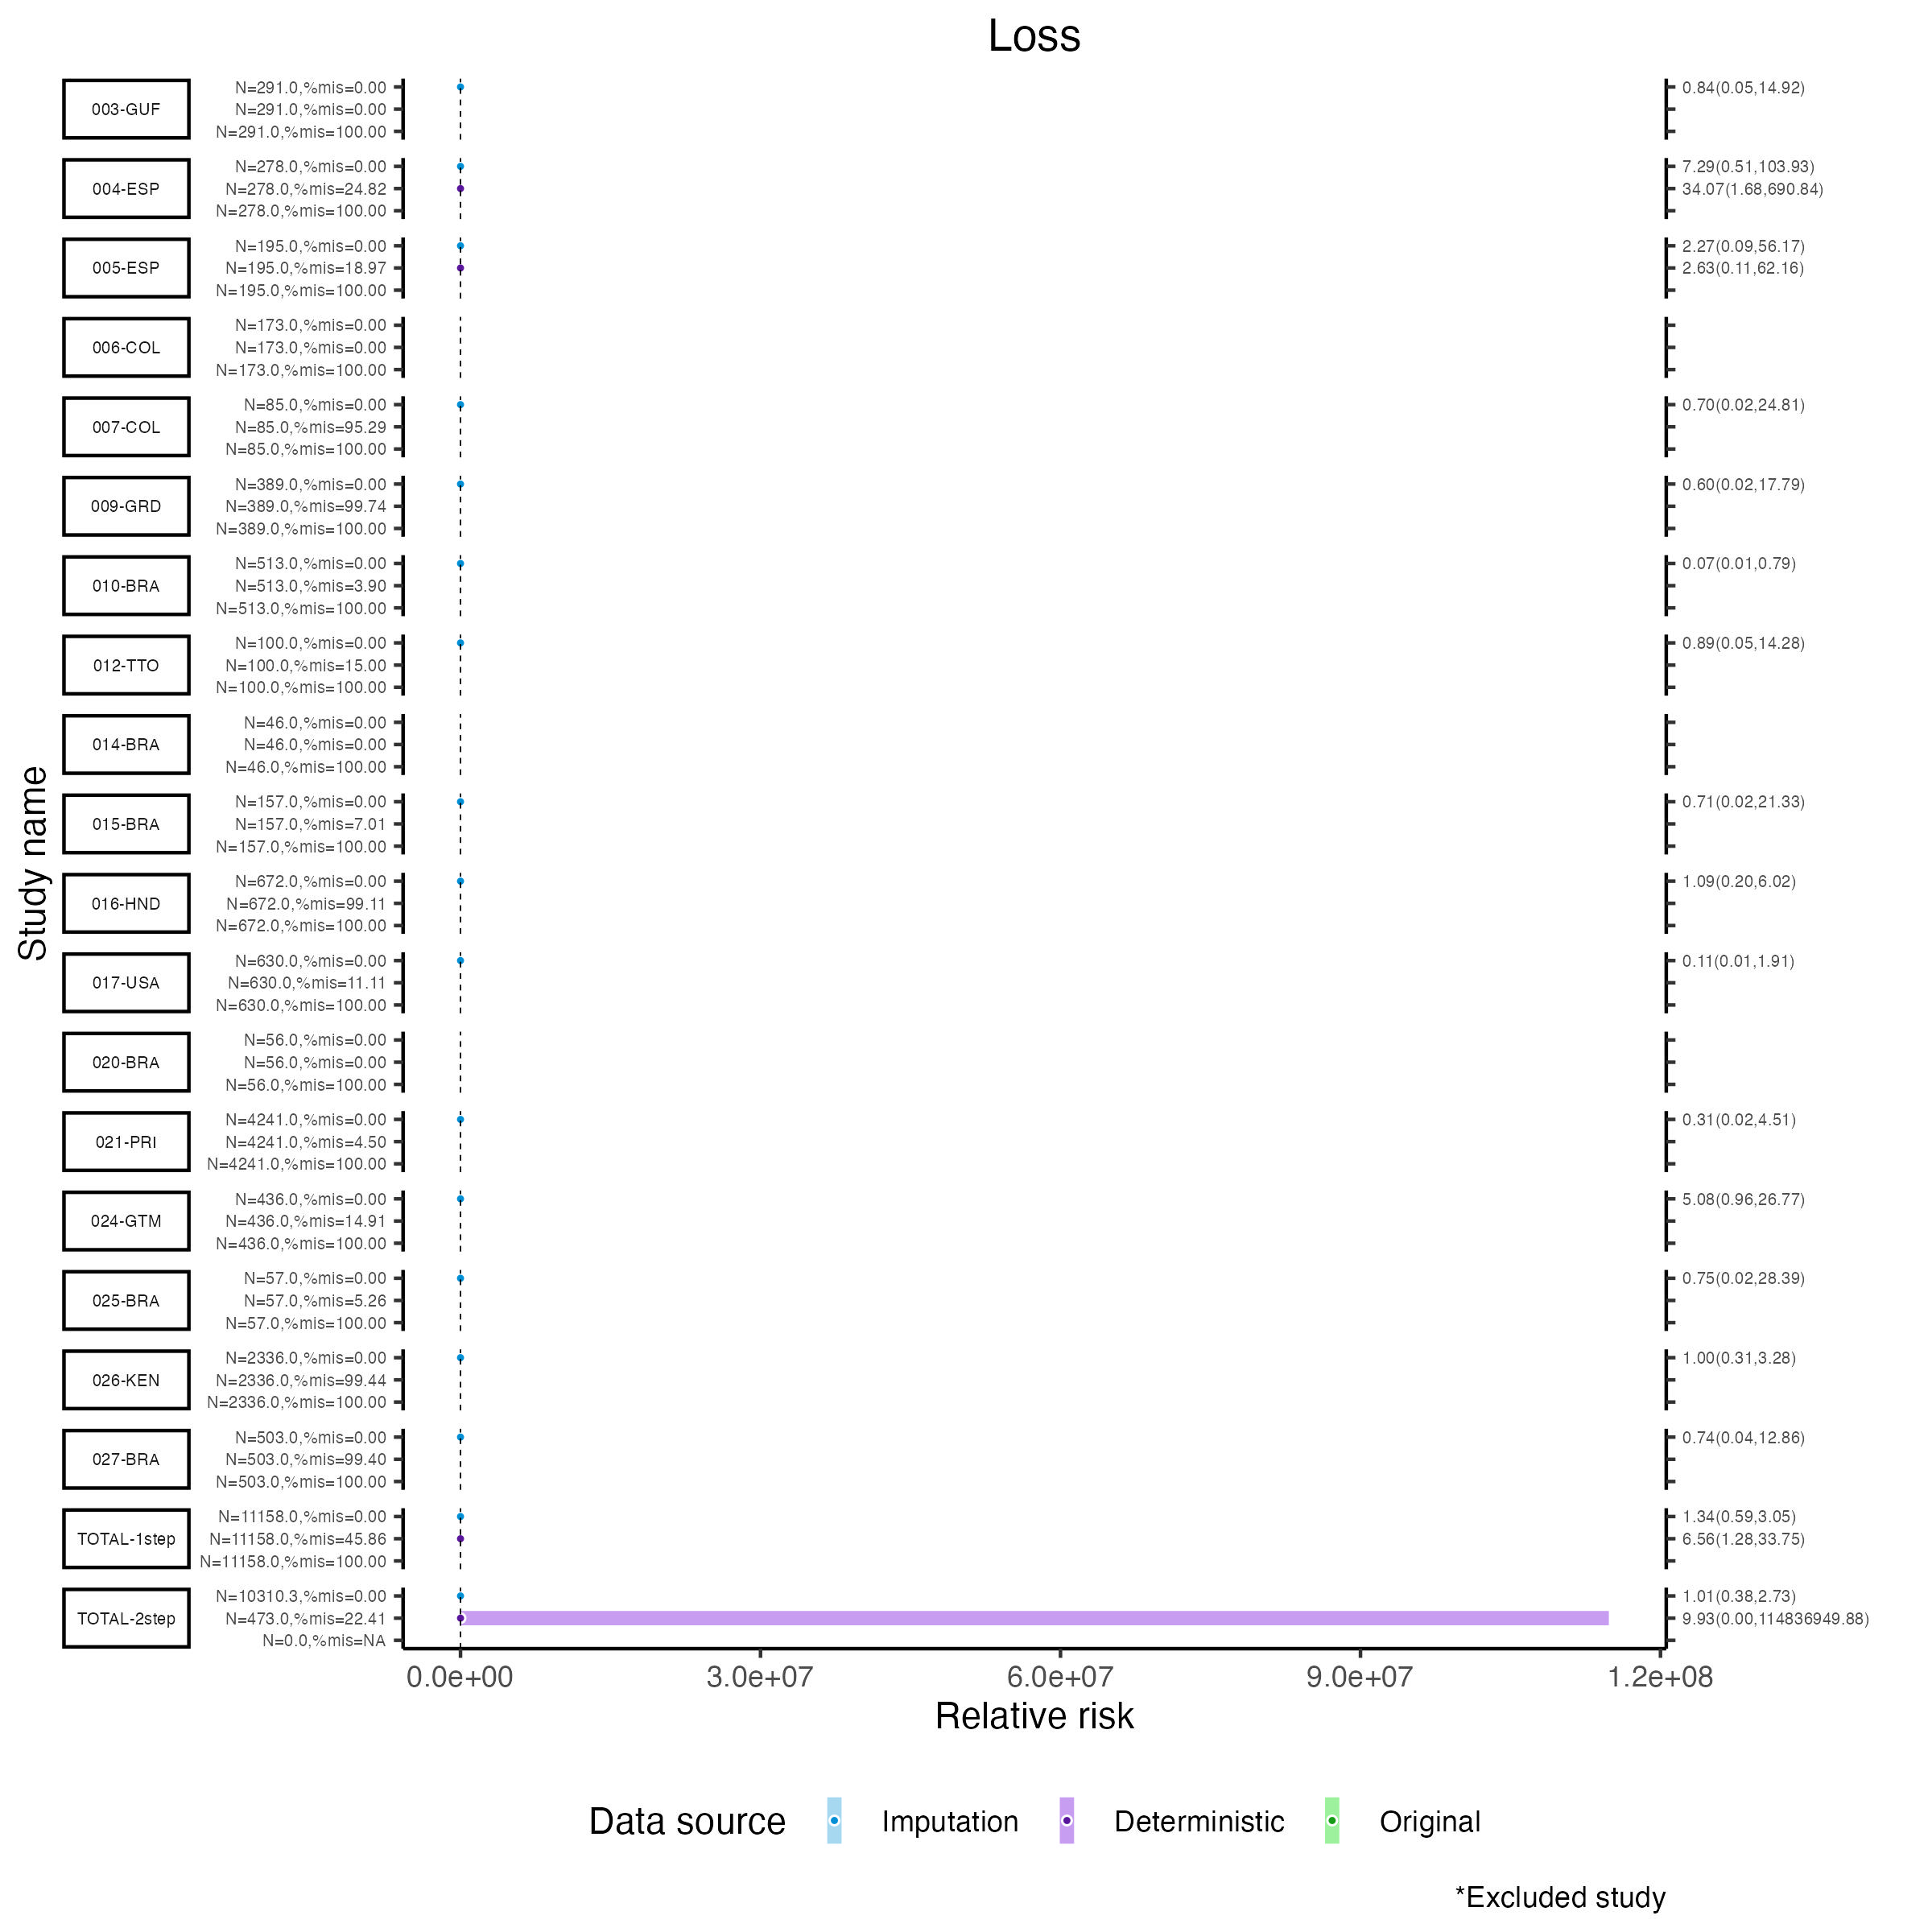 Loss
Study name
003-GUF
N=291.0,%mis=0.00 0.84(0.05,14.92)
N=291.0,%mis=0.00
N=291.0,%mis=100.00
004-ESP
N=278.0,%mis=0.00 7.29(0.51,103.93)
N=278.0,%mis=24.82 34.07(1.68,690.84)
N=278.0,%mis=100.00
005-ESP
N=195.0,%mis=0.00 2.27(0.09,56.17)
N=195.0,%mis=18.97 2.63(0.11,62.16)
N=195.0,%mis=100.00
006-COL
N=173.0,%mis=0.00
N=173.0,%mis=0.00
N=173.0,%mis=100.00
007-COL
N=85.0,%mis=0.00 0.70(0.02,24.81)
N=85.0,%mis=95.29
N=85.0,%mis=100.00
009-GRD
N=389.0,%mis=0.00 0.60(0.02,17.79)
N=389.0,%mis=99.74
N=389.0,%mis=100.00
010-BRA
N=513.0,%mis=0.00 0.07(0.01,0.79)
N=513.0,%mis=3.90
N=513.0,%mis=100.00
012-TTO
N=100.0,%mis=0.00 0.89(0.05,14.28)
N=100.0,%mis=15.00
N=100.0,%mis=100.00
014-BRA
N=46.0,%mis=0.00
N=46.0,%mis=0.00
N=46.0,%mis=100.00
015-BRA
N=157.0,%mis=0.00 0.71(0.02,21.33)
N=157.0,%mis=7.01
N=157.0,%mis=100.00
016-HND
N=672.0,%mis=0.00 1.09(0.20,6.02)
N=672.0,%mis=99.11
N=672.0,%mis=100.00
017-USA
N=630.0,%mis=0.00 0.11(0.01,1.91)
N=630.0,%mis=11.11
N=630.0,%mis=100.00
020-BRA
N=56.0,%mis=0.00
N=56.0,%mis=0.00
N=56.0,%mis=100.00
021-PRI
N=4241.0,%mis=0.00 0.31(0.02,4.51)
N=4241.0,%mis=4.50
N=4241.0,%mis=100.00
024-GTM
N=436.0,%mis=0.00 5.08(0.96,26.77)
N=436.0,%mis=14.91
N=436.0,%mis=100.00
025-BRA
N=57.0,%mis=0.00 0.75(0.02,28.39)
N=57.0,%mis=5.26
N=57.0,%mis=100.00
026-KEN
N=2336.0,%mis=0.00 1.00(0.31,3.28)
N=2336.0,%mis=99.44
N=2336.0,%mis=100.00
027-BRA
N=503.0,%mis=0.00 0.74(0.04,12.86)
N=503.0,%mis=99.40
N=503.0,%mis=100.00
TOTAL-1step
N=11158.0,%mis=0.00 1.34(0.59,3.05)
N=11158.0,%mis=45.86 6.56(1.28,33.75)
N=11158.0,%mis=100.00
TOTAL-2step
N=10310.3,%mis=0.00 1.01(0.38,2.73)
N=473.0,%mis=22.41 9.93(0.00,114836949.88)
N=0.0,%mis=NA
0.0e+00 3.0e+07 6.0e+07 9.0e+07 1.2e+08
Relative risk
Data source Imputation Deterministic Original
*Excluded study